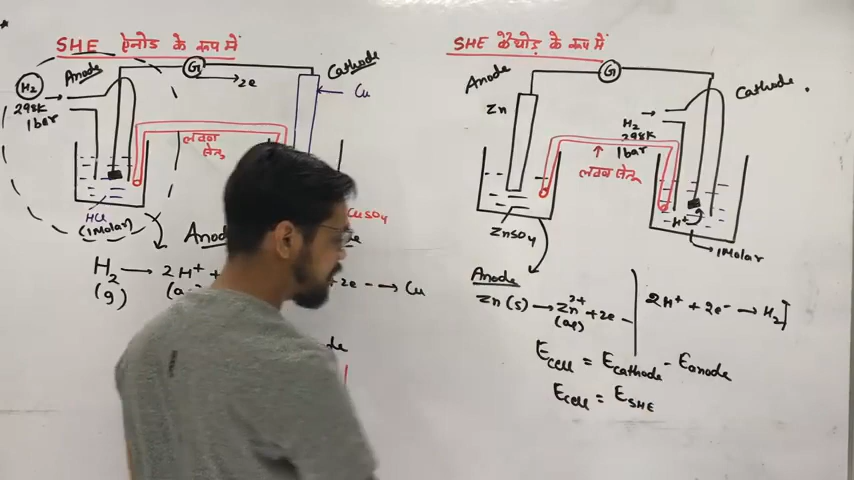 SHE ऐनोड के रूप में
Anode
Cathode
G
2e
H2
298K
1bar
Cu
लवण
सेतु
HCl
(1Molar)
CuSO4
H2 → 2H+ +
(g)
+2e- → Cu
SHE कैथोड़ के रूप में
Anode
G
Cathode
Zn
H2
298K
1bar
लवण सेतु
H+
ZnSO4
1Molar
Anode
Zn(s) → Zn2+ + 2e-
(aq)
2H+ + 2e- → H2
Ecell = Ecathode - Eanode
Ecell = ESHE